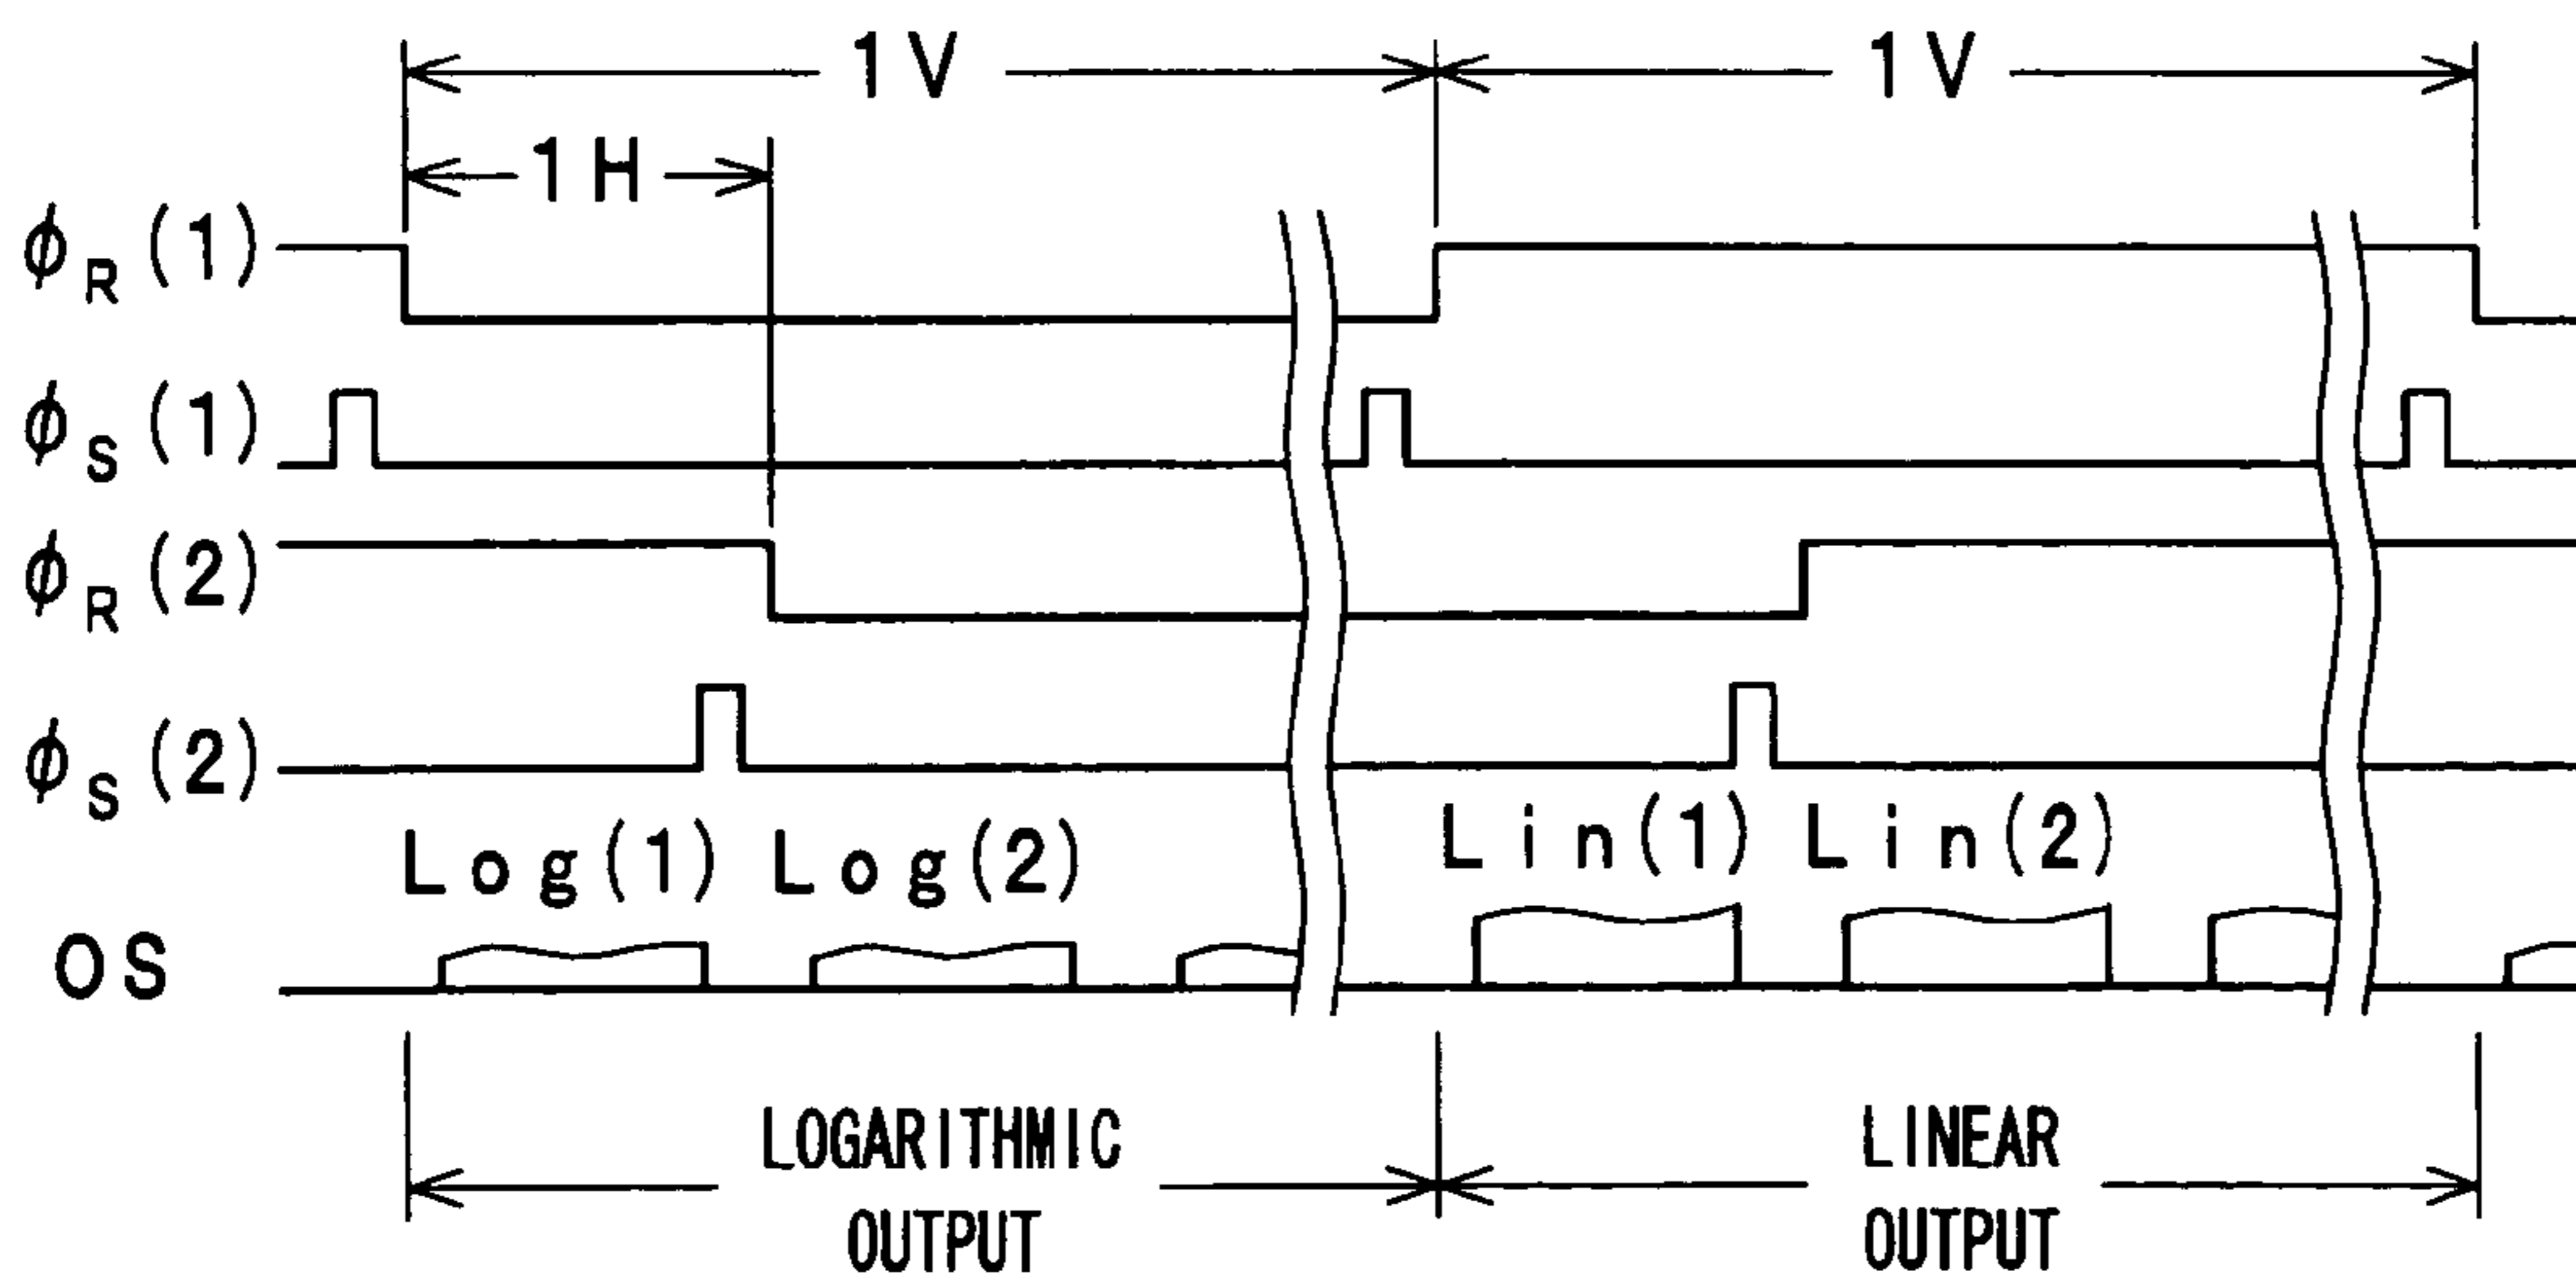 1V 1V
1H
ϕR(1)
ϕS(1)
ϕR(2)
ϕS(2)
Log(1) Log(2) Lin(1) Lin(2)
OS
LOGARITHMIC OUTPUT
LINEAR OUTPUT